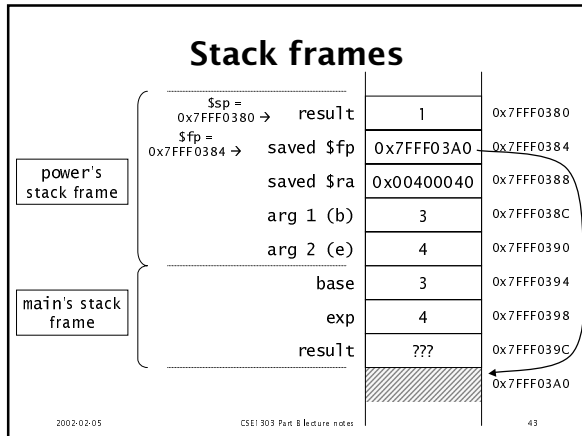 Stack frames
$sp =
0x7FFF0380 → result 1 0x7FFF0380
$fp =
0x7FFF0384 → saved $fp 0x7FFF03A0 0x7FFF0384
power's
stack frame
saved $ra 0x00400040 0x7FFF0388
arg 1 (b) 3 0x7FFF038C
arg 2 (e) 4 0x7FFF0390
main's stack
frame
base 3 0x7FFF0394
exp 4 0x7FFF0398
result ??? 0x7FFF039C
0x7FFF03A0
2002-02-05 CSE1303 Part B lecture notes 43